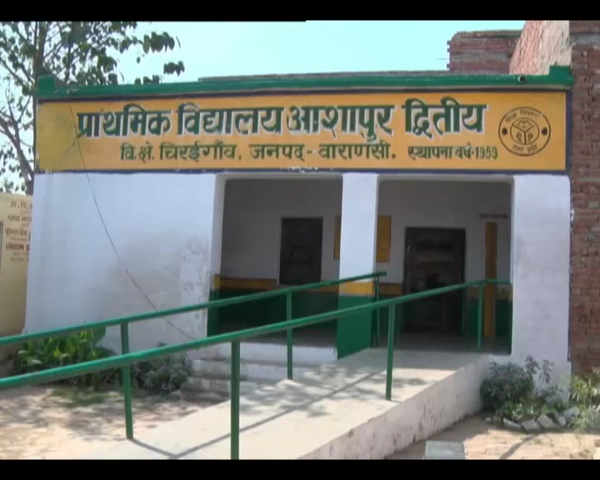 प्राथमिक विद्यालय आशापुर द्वितीय
वि.क्षे. चिरईगाँव, जनपद- वाराणसी. स्थापना वर्ष-1959